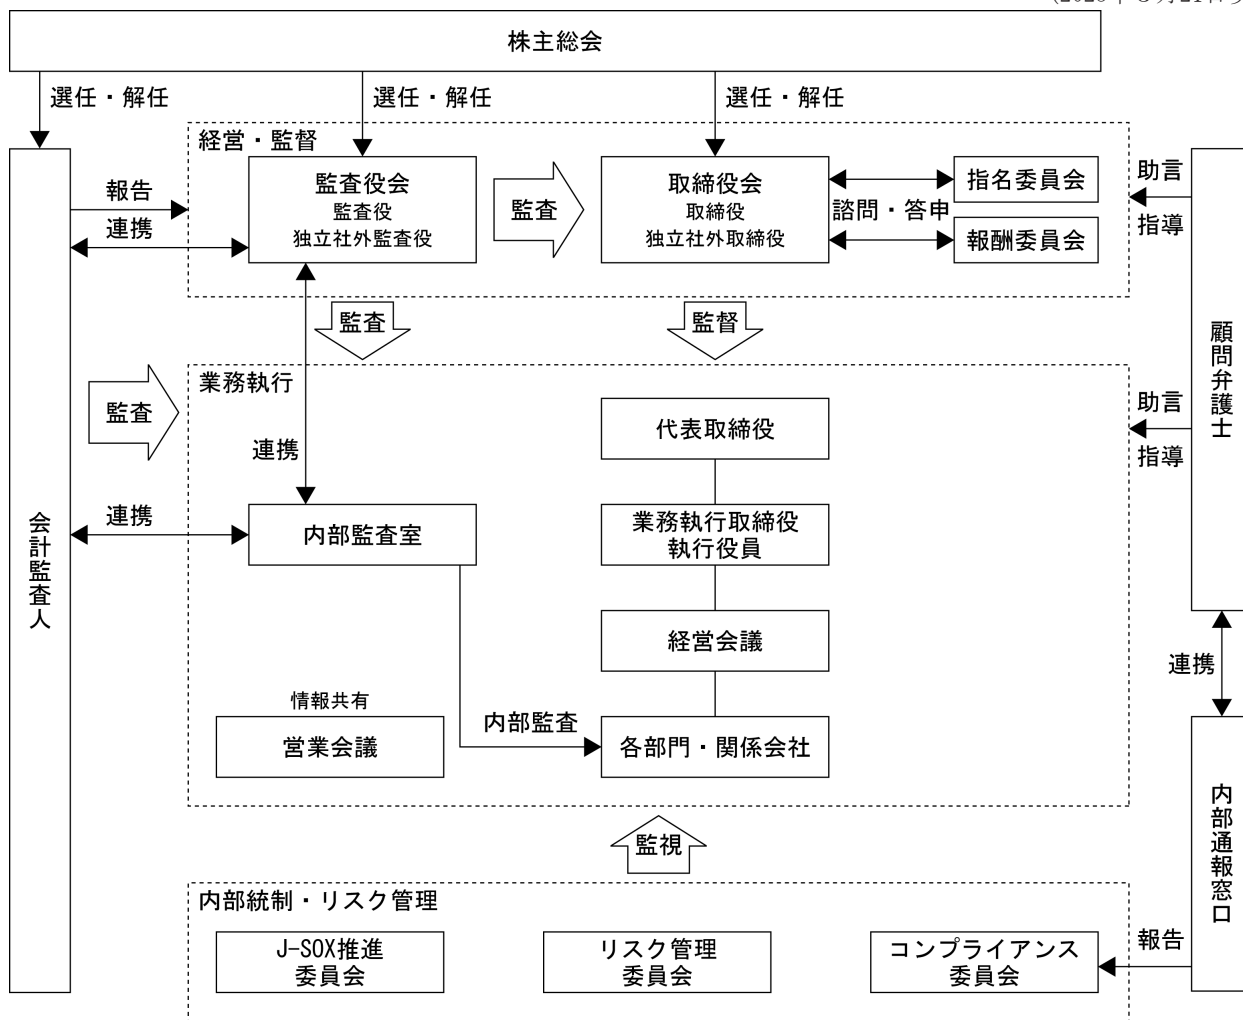 株主総会
選任・解任
選任・解任
選任・解任
経営・監督
監査役会
監査役
独立社外監査役
監査
取締役会
取締役
独立社外取締役
諮問・答申
指名委員会
報酬委員会
報告
連携
助言
指導
監査
監督
顧問弁護士
業務執行
監査
連携
代表取締役
助言
指導
連携
内部監査室
業務執行取締役
執行役員
会計監査人
経営会議
連携
情報共有
営業会議
内部監査
各部門・関係会社
内部通報窓口
監視
内部統制・リスク管理
J-SOX推進
委員会
リスク管理
委員会
コンプライアンス
委員会
報告